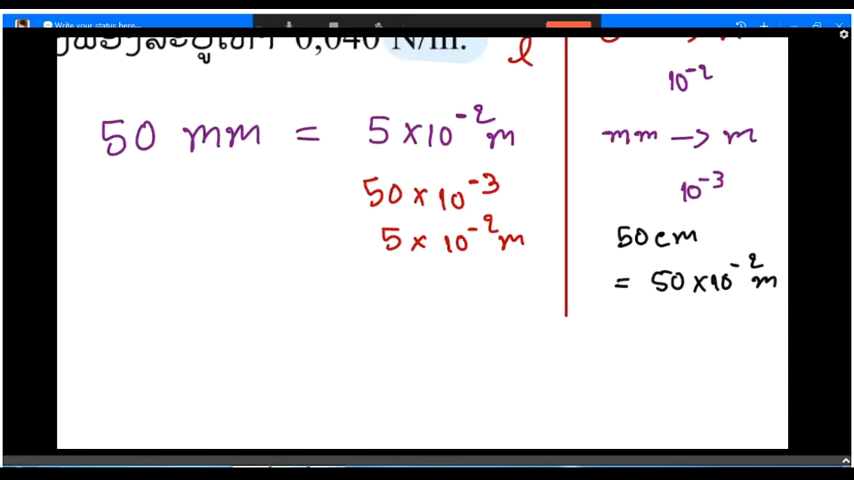 Write your status here...
0,040 N/m.
l
50 mm = 5 × 10⁻² m
50 × 10⁻³
5 × 10⁻² m
10⁻²
mm → m
10⁻³
50 cm
= 50 × 10⁻² m